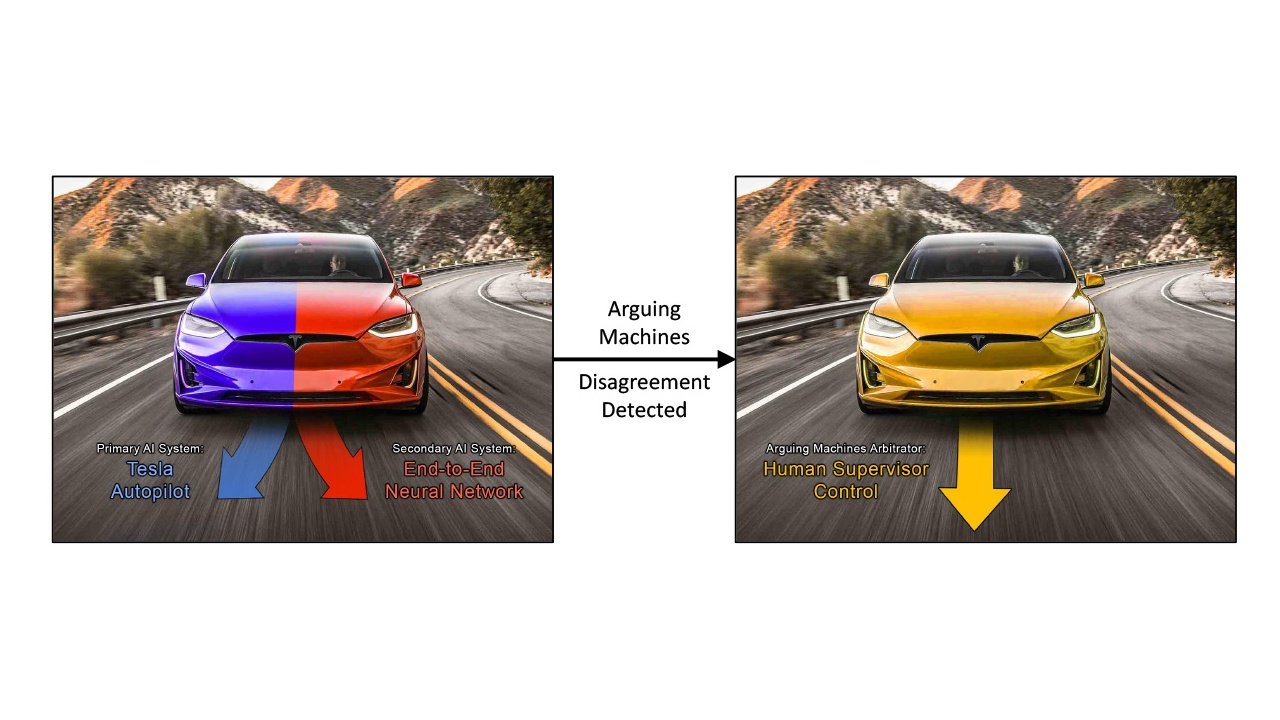 Primary AI System:
Tesla
Autopilot
Secondary AI System:
End-to-End
Neural Network
Arguing
Machines
Disagreement
Detected
Arguing Machines Arbitrator:
Human Supervisor
Control